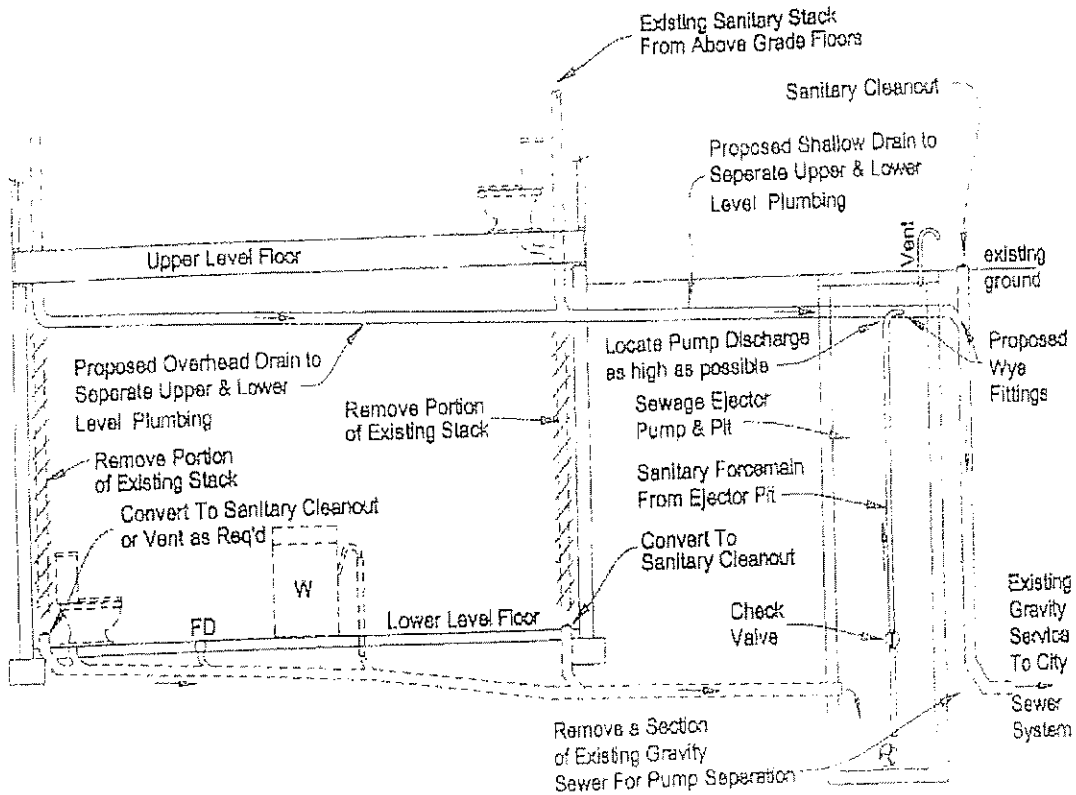 Existing Sanitary Stack
From Above Grade Floors
Sanitary Cleanout
Proposed Shallow Drain to
Seperate Upper & Lower
Level Plumbing
Vent
Upper Level Floor
existing
ground
Proposed Overhead Drain to
Seperate Upper & Lower
Level Plumbing
Locate Pump Discharge
as high as possible
Proposed
Wye
Fittings
Remove Portion
of Existing Stack
Sewage Ejector
Pump & Pit
Remove Portion
of Existing Stack
Sanitary Forcemain
From Ejector Pit
Convert To Sanitary Cleanout
or Vent as Req'd
Convert To
Sanitary Cleanout
W
FD
Lower Level Floor
Check
Valve
Existing
Gravity
Service
To City
Sewer
System
Remove a Section
of Existing Gravity
Sewer For Pump Separation